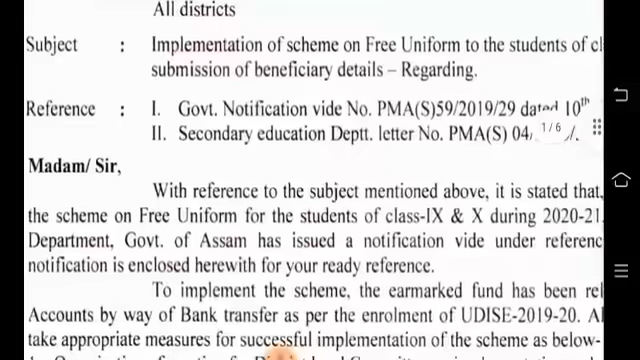 All districts
Subject : Implementation of scheme on Free Uniform to the students of cl
submission of beneficiary details – Regarding.
Reference : I. Govt. Notification vide No. PMA(S)59/2019/29 dated 10th
II. Secondary education Deptt. letter No. PMA(S) 04
1/6
Madam/ Sir,
With reference to the subject mentioned above, it is stated that
the scheme on Free Uniform for the students of class-IX & X during 2020-21
Department, Govt. of Assam has issued a notification vide under referenc
notification is enclosed herewith for your ready reference.
To implement the scheme, the earmarked fund has been rel
Accounts by way of Bank transfer as per the enrolment of UDISE-2019-20. Al
take appropriate measures for successful implementation of the scheme as below-